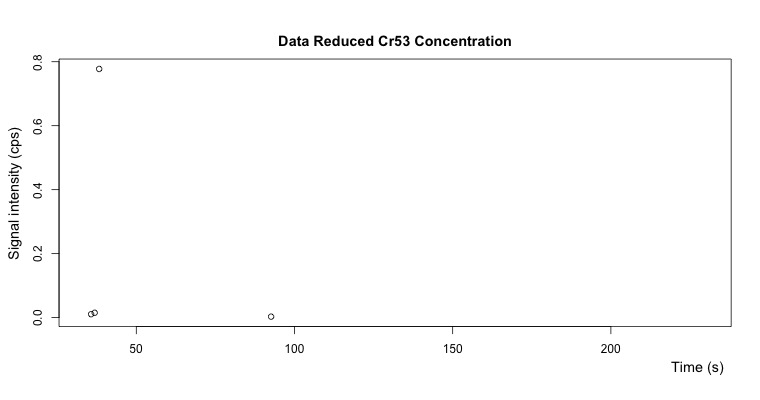 Data Reduced Cr53 Concentration
Signal intensity (cps)
0.8
0.6
0.4
0.2
0.0
50 100 150 200
Time (s)